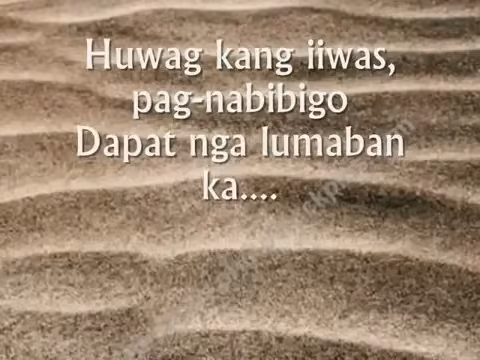 Huwag kang iiwas,
pag-nabibigo
Dapat nga lumaban
ka....